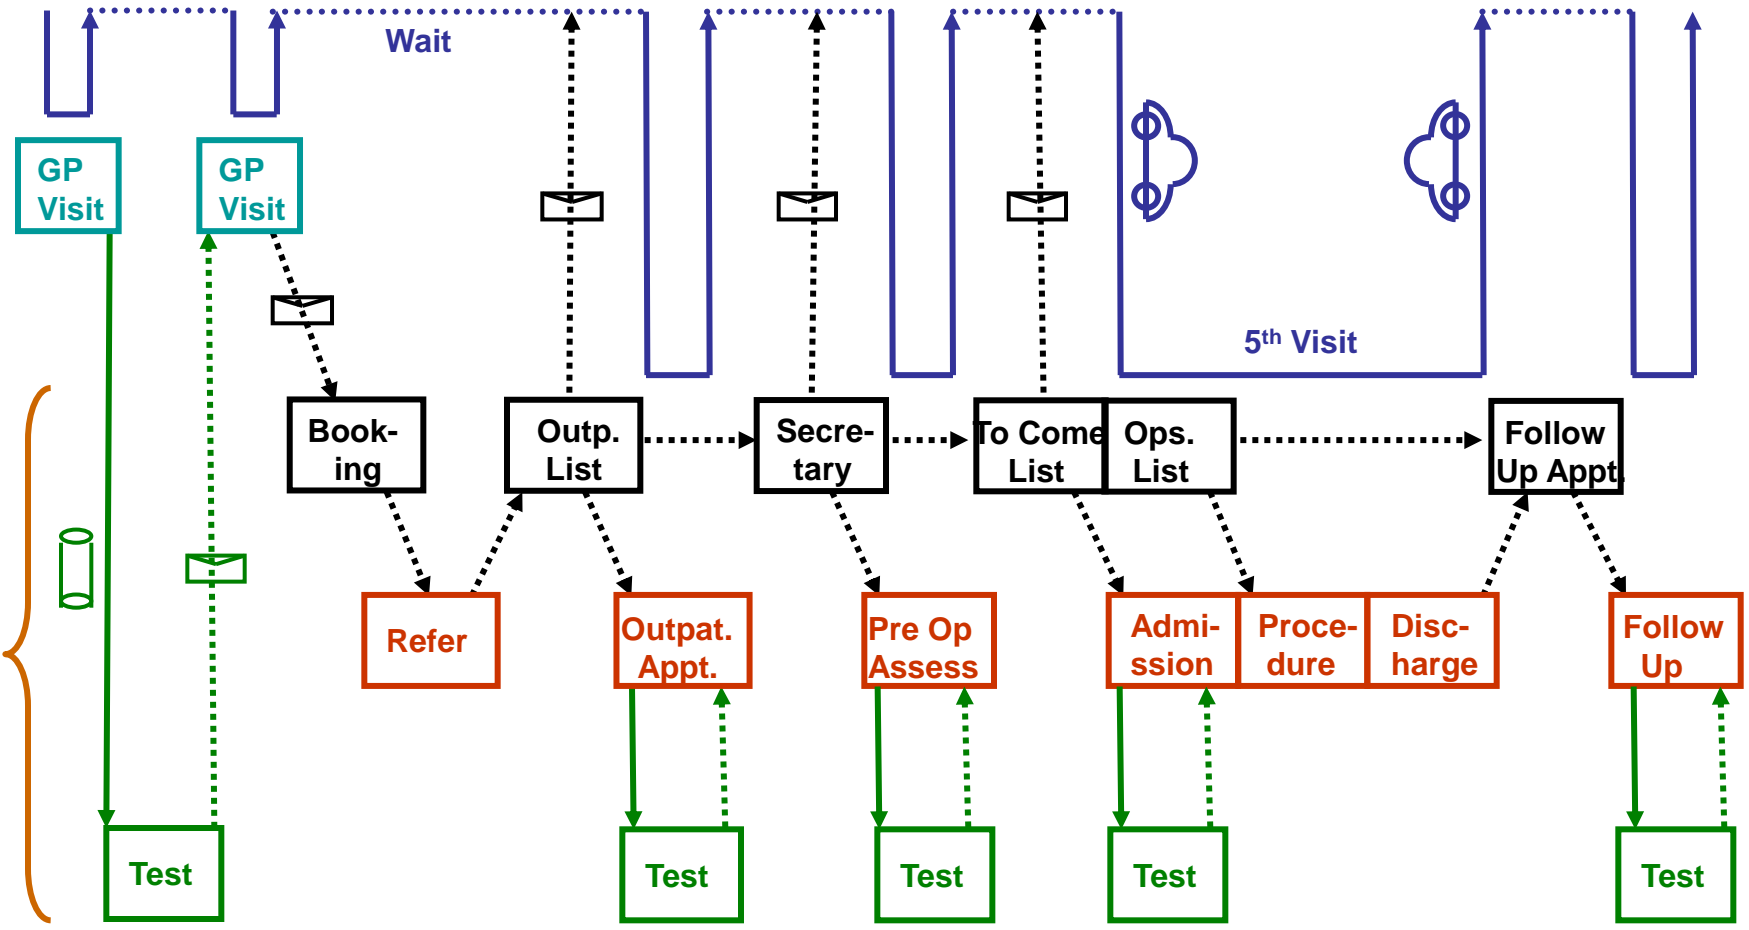 Wait
GP
Visit
GP
Visit
5th Visit
Book-
ing
Outp.
List
Secre-
tary
To Come
List
Ops.
List
Follow
Up Appt.
Refer
Outpat.
Appt.
Pre Op
Assess
Admi-
ssion
Proce-
dure
Disc-
harge
Follow
Up
Test
Test
Test
Test
Test